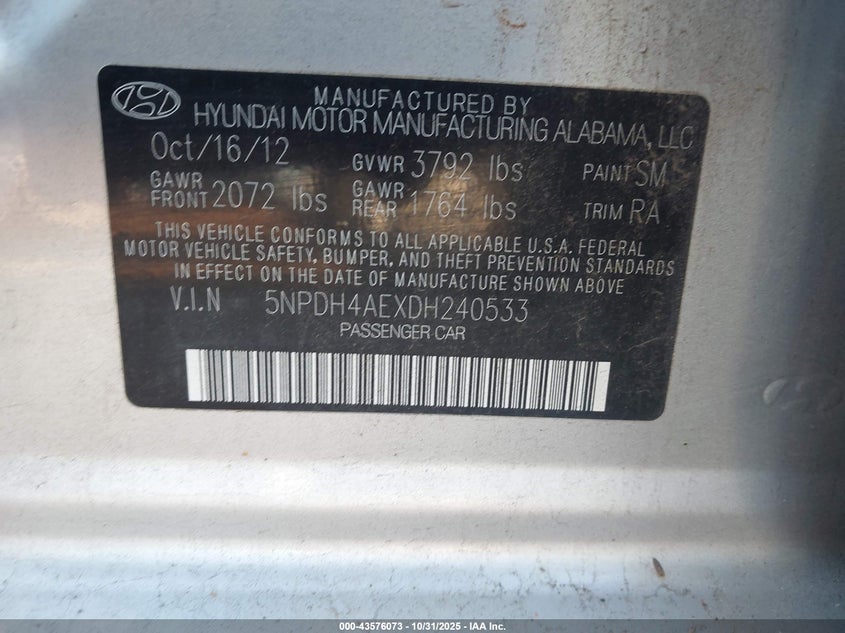 MANUFACTURED BY
HYUNDAI MOTOR MANUFACTURING ALABAMA, LLC
Oct/16/12 GVWR 3792 lbs PAINT SM
GAWR FRONT 2072 lbs GAWR REAR 1764 lbs TRIM RA
THIS VEHICLE CONFORMS TO ALL APPLICABLE U.S.A. FEDERAL
MOTOR VEHICLE SAFETY, BUMPER, AND THEFT PREVENTION STANDARDS
IN EFFECT ON THE DATE OF MANUFACTURE SHOWN ABOVE
V.I.N 5NPDH4AEXDH240533
PASSENGER CAR
000-43576073 - 10/31/2025 - IAA Inc.